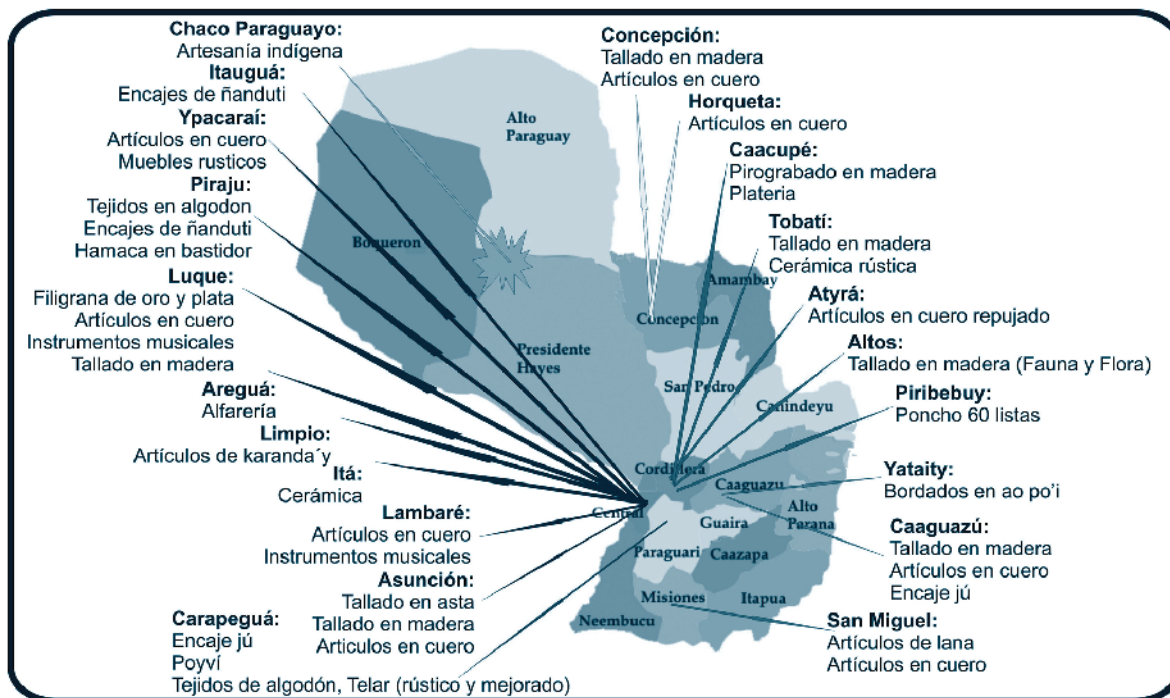 Chaco Paraguayo:
Artesanía indígena
Itauguá:
Encajes de ñanduti
Ypacaraí:
Artículos en cuero
Muebles rusticos
Piraju:
Tejidos en algodon
Encajes de ñanduti
Hamaca en bastidor
Luque:
Filigrana de oro y plata
Artículos en cuero
Instrumentos musicales
Tallado en madera
Areguá:
Alfarería
Limpio:
Artículos de karanda´y
Itá:
Cerámica
Lambaré:
Artículos en cuero
Instrumentos musicales
Asunción:
Tallado en asta
Tallado en madera
Articulos en cuero
Carapeguá:
Encaje jú
Poyví
Tejidos de algodón, Telar (rústico y mejorado)
Concepción:
Tallado en madera
Artículos en cuero
Horqueta:
Artículos en cuero
Caacupé:
Pirograbado en madera
Plateria
Tobatí:
Tallado en madera
Cerámica rústica
Atyrá:
Artículos en cuero repujado
Altos:
Tallado en madera (Fauna y Flora)
Piribebuy:
Poncho 60 listas
Yataity:
Bordados en ao po'i
Caaguazú:
Tallado en madera
Artículos en cuero
Encaje jú
San Miguel:
Artículos de lana
Artículos en cuero
Alto
Paraguay
Boqueron
Presidente
Hayes
Concepción
Amambay
San Pedro
Canindeyu
Cordillera
Caaguazu
Alto
Parana
Central
Guaira
Paraguari
Caazapa
Misiones
Itapua
Neembucu